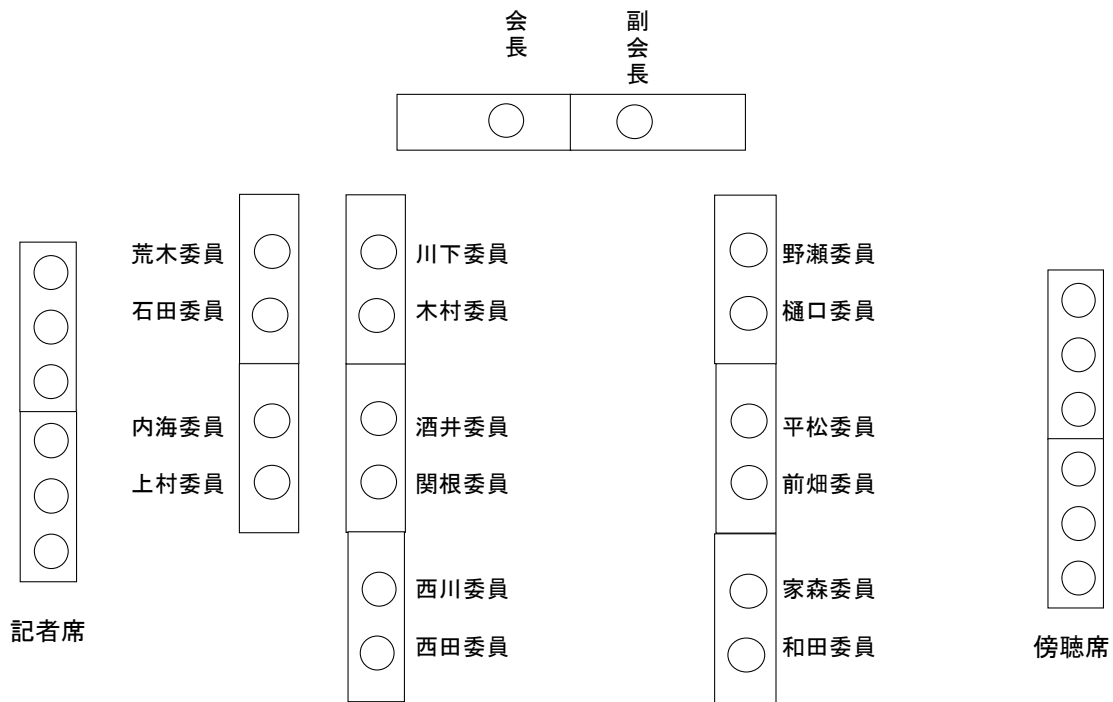 会長
副会長
荒木委員
川下委員
野瀬委員
石田委員
木村委員
樋口委員
内海委員
酒井委員
平松委員
上村委員
関根委員
前畑委員
西川委員
家森委員
西田委員
和田委員
記者席
傍聴席